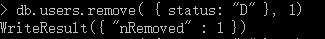 > db.users.remove( { status: "D" }, 1)
WriteResult({ "nRemoved" : 1 })